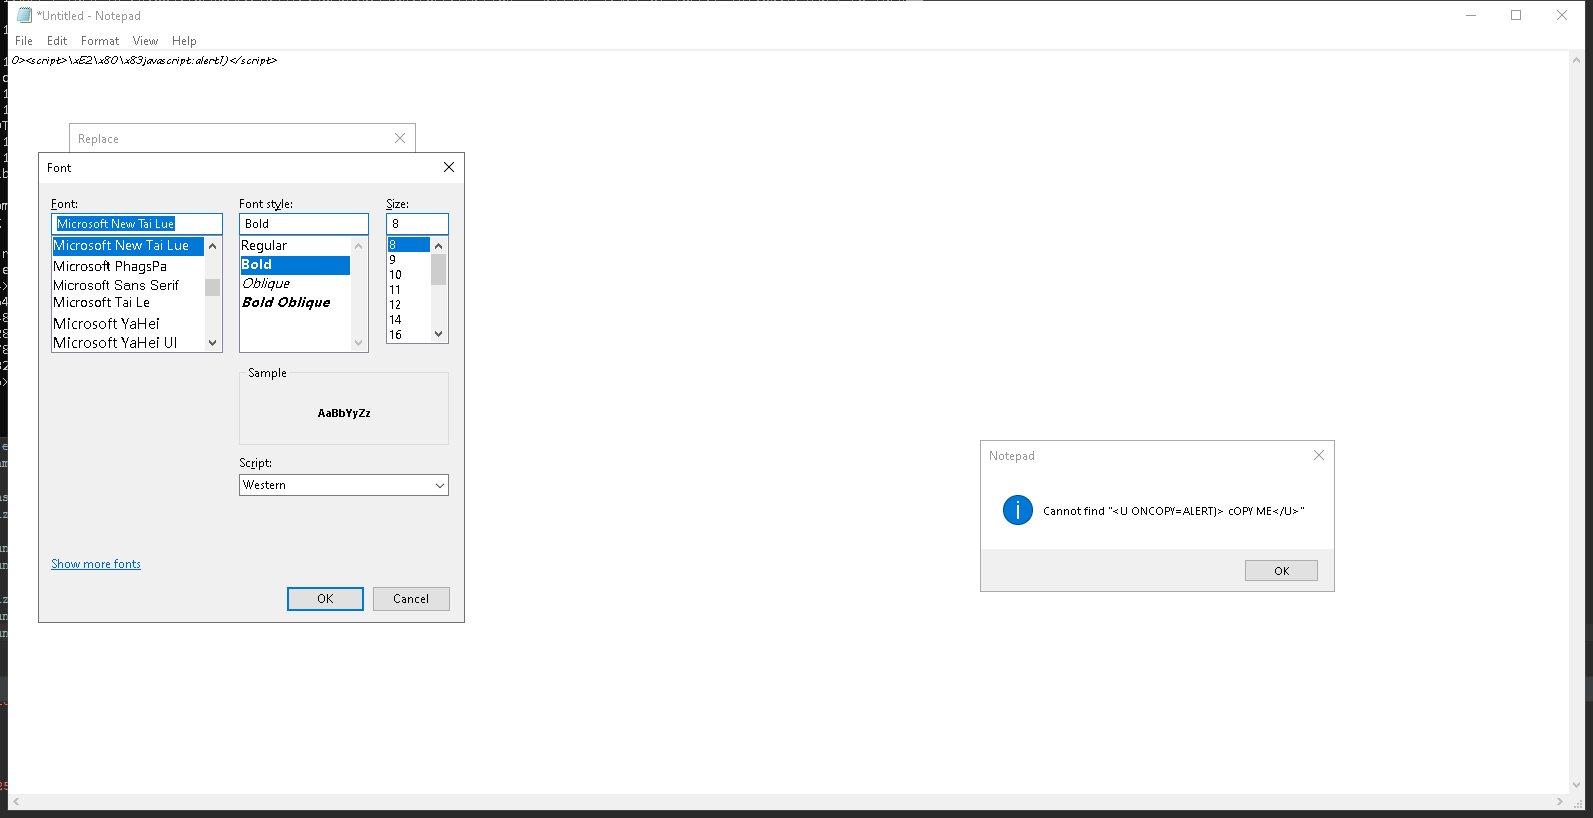 *Untitled - Notepad
File Edit Format View Help
0><script>\xE2\x80\x83javascript:alert1)</script>
Replace
Font
Font: Font style: Size:
Microsoft New Tai Lue Bold 8
Microsoft New Tai Lue
Microsoft PhagsPa
Microsoft Sans Serif
Microsoft Tai Le
Microsoft YaHei
Microsoft YaHei UI
Regular
Bold
Oblique
Bold Oblique
8
9
10
11
12
14
16
Sample
AaBbYyZz
Script:
Western
Show more fonts
OK Cancel
Notepad
Cannot find "<U ONCOPY=ALERT)> cOPY ME</U>"
OK